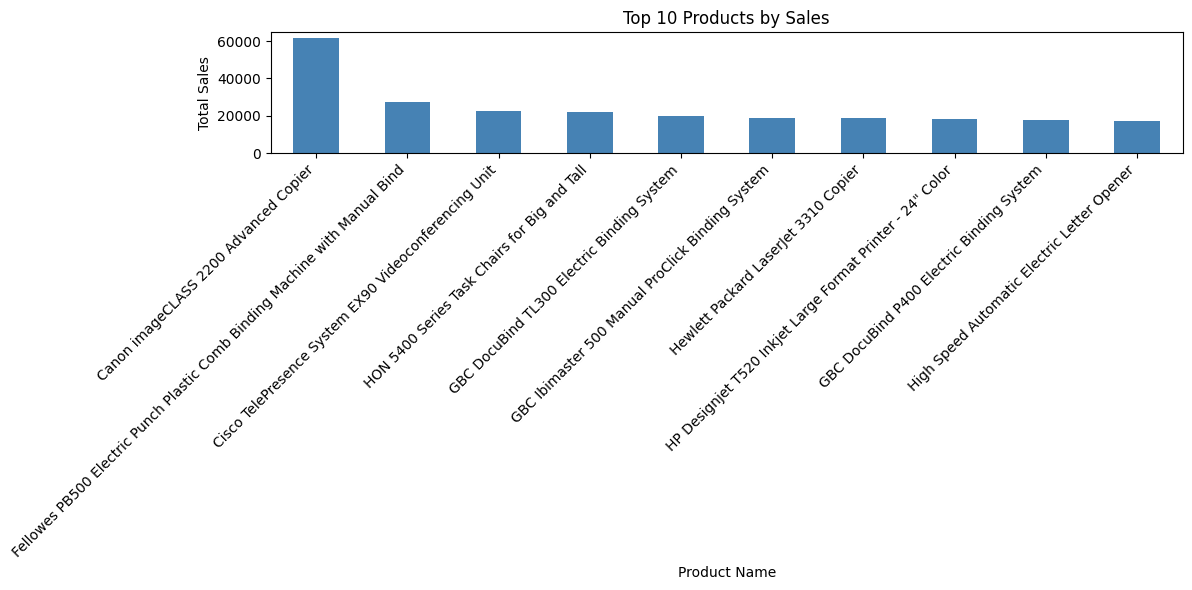 Top 10 Products by Sales
Total Sales
60000
40000
20000
0
Canon imageCLASS 2200 Advanced Copier
Fellowes PB500 Electric Punch Plastic Comb Binding Machine with Manual Bind
Cisco TelePresence System EX90 Videoconferencing Unit
HON 5400 Series Task Chairs for Big and Tall
GBC DocuBind TL300 Electric Binding System
GBC Ibimaster 500 Manual ProClick Binding System
Hewlett Packard LaserJet 3310 Copier
HP Designjet T520 Inkjet Large Format Printer - 24" Color
GBC DocuBind P400 Electric Binding System
High Speed Automatic Electric Letter Opener
Product Name